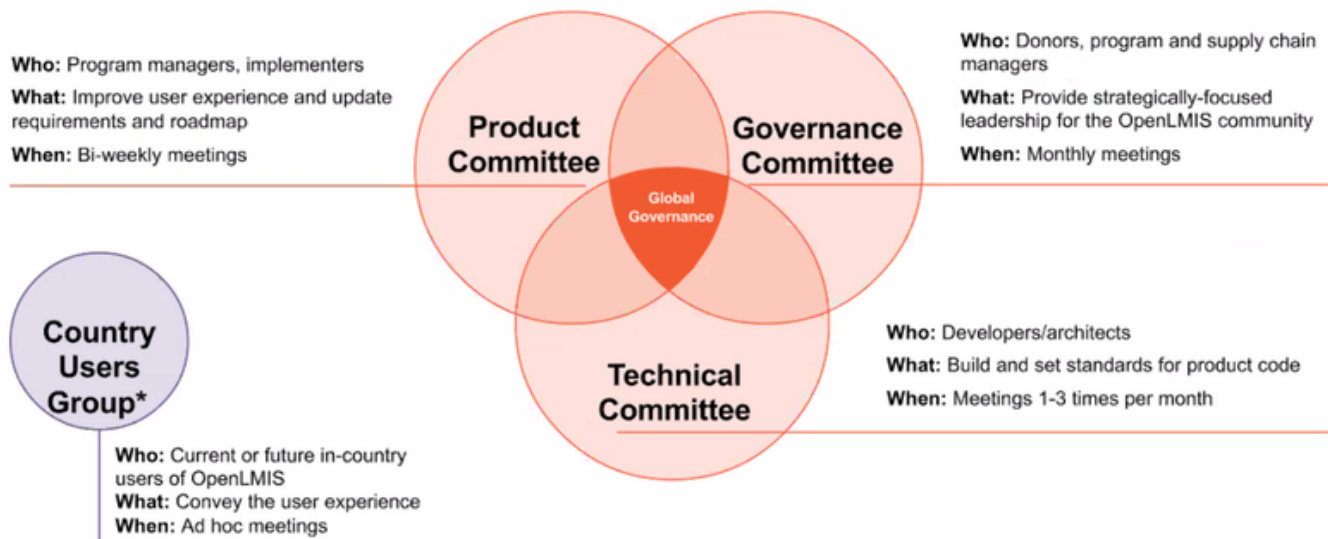 Who: Program managers, implementers
What: Improve user experience and update
requirements and roadmap
When: Bi-weekly meetings
Product
Committee
Governance
Committee
Who: Donors, program and supply chain
managers
What: Provide strategically-focused
leadership for the OpenLMIS community
When: Monthly meetings
Global
Governance
Country
Users
Group*
Who: Current or future in-country
users of OpenLMIS
What: Convey the user experience
When: Ad hoc meetings
Technical
Committee
Who: Developers/architects
What: Build and set standards for product code
When: Meetings 1-3 times per month